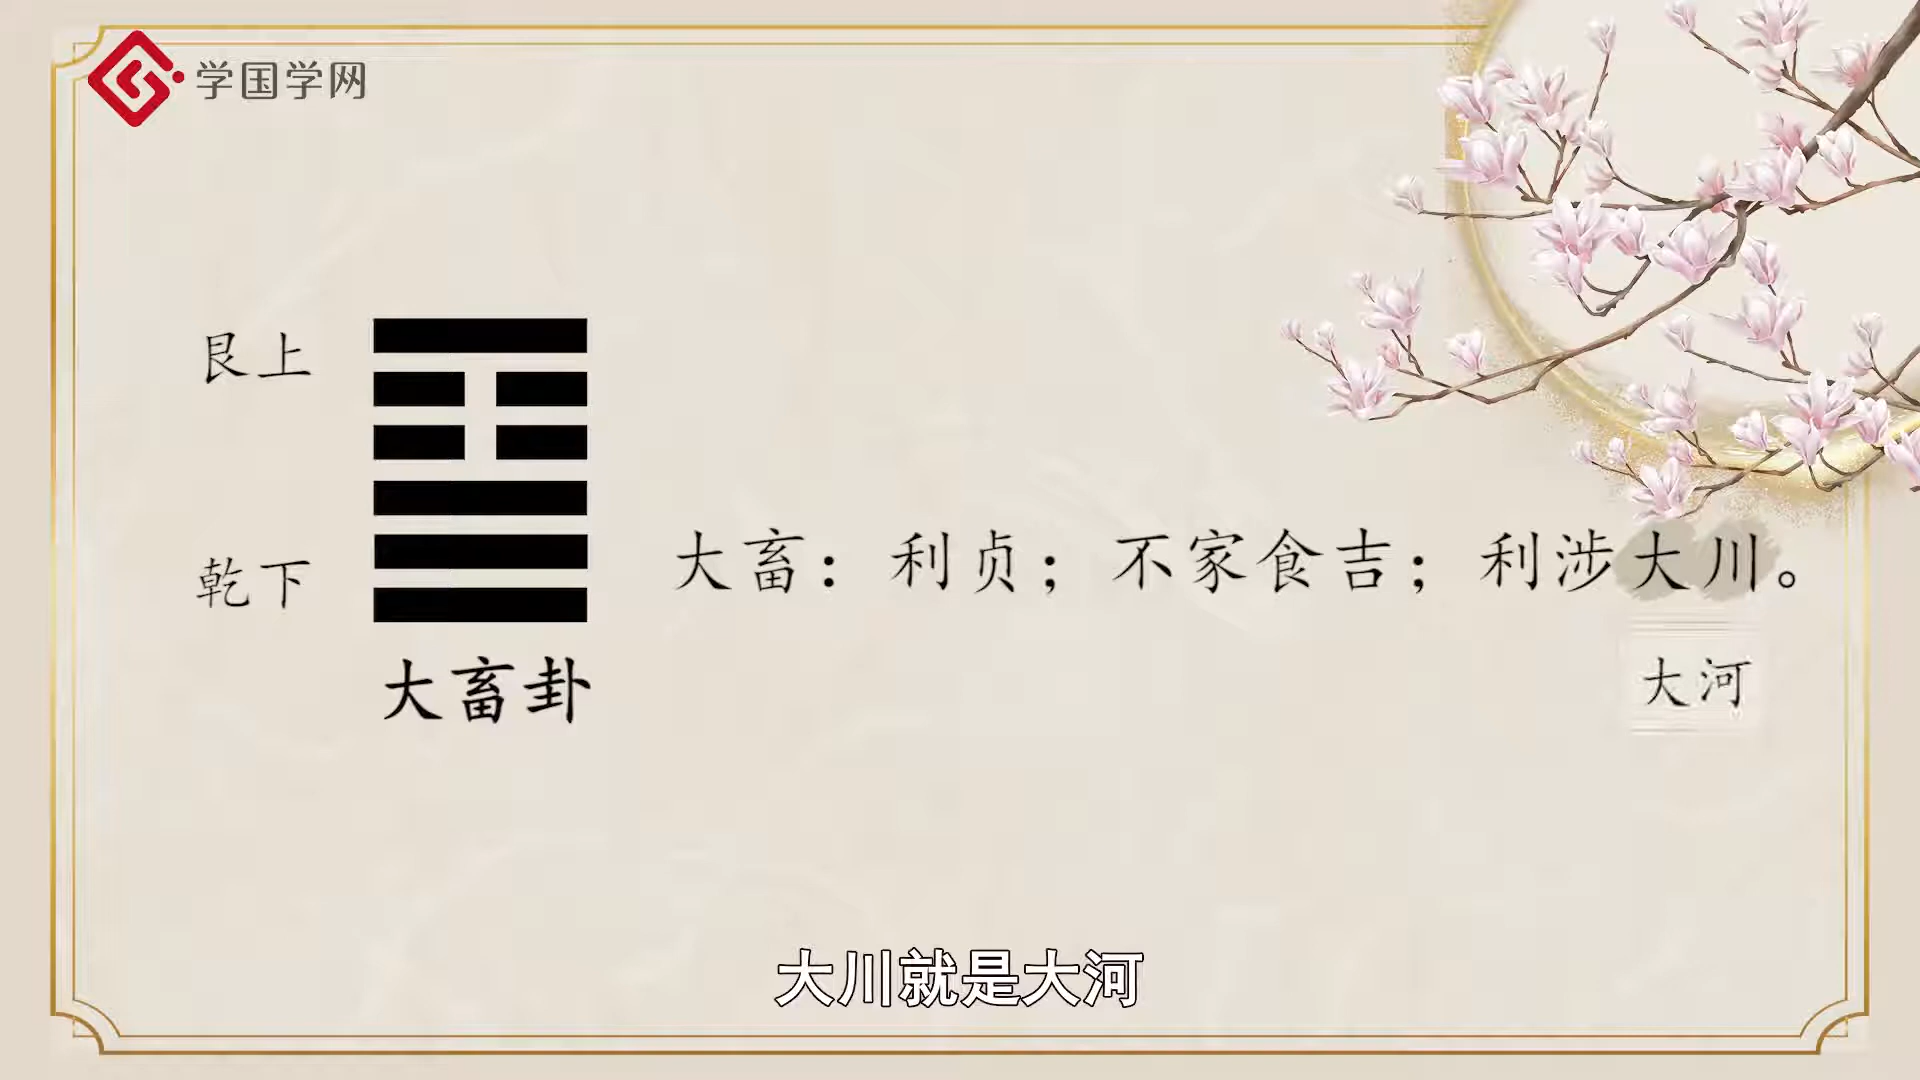 学国学网
艮上
乾下
大畜卦
大畜：利贞；不家食吉；利涉大川。
大河
大川就是大河